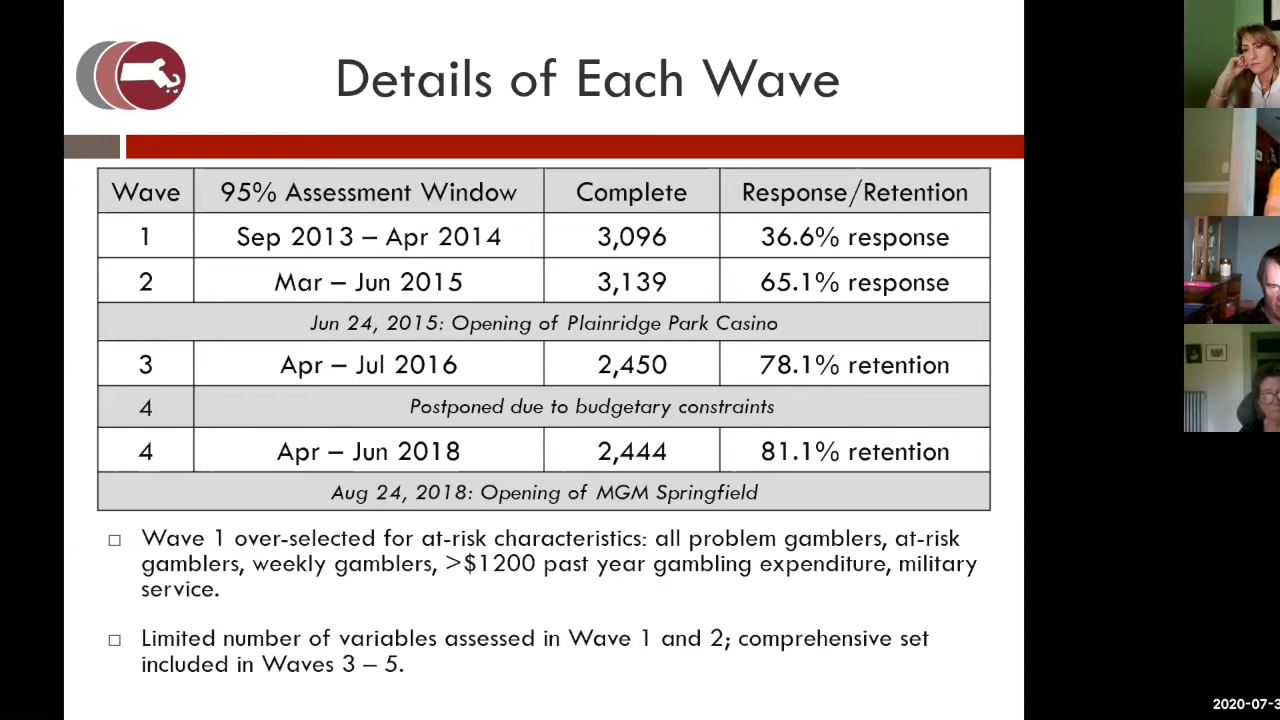 Details of Each Wave
Wave 95% Assessment Window Complete Response/Retention
1 Sep 2013 – Apr 2014 3,096 36.6% response
2 Mar – Jun 2015 3,139 65.1% response
Jun 24, 2015: Opening of Plainridge Park Casino
3 Apr – Jul 2016 2,450 78.1% retention
4 Postponed due to budgetary constraints
4 Apr – Jun 2018 2,444 81.1% retention
Aug 24, 2018: Opening of MGM Springfield
Wave 1 over-selected for at-risk characteristics: all problem gamblers, at-risk
gamblers, weekly gamblers, >$1200 past year gambling expenditure, military
service.
Limited number of variables assessed in Wave 1 and 2; comprehensive set
included in Waves 3 – 5.
2020-07-